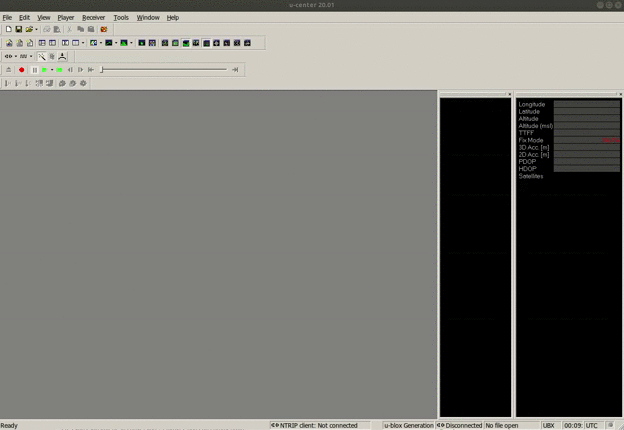 u-center 20.01
File Edit View Player Receiver Tools Window Help
Longitude
Latitude
Altitude
Altitude (msl)
TTFF
Fix Mode
3D Acc. [m]
2D Acc. [m]
PDOP
HDOP
Satellites
Ready NTRIP client: Not connected u-blox Generation Disconnected No file open UBX 00:09: UTC